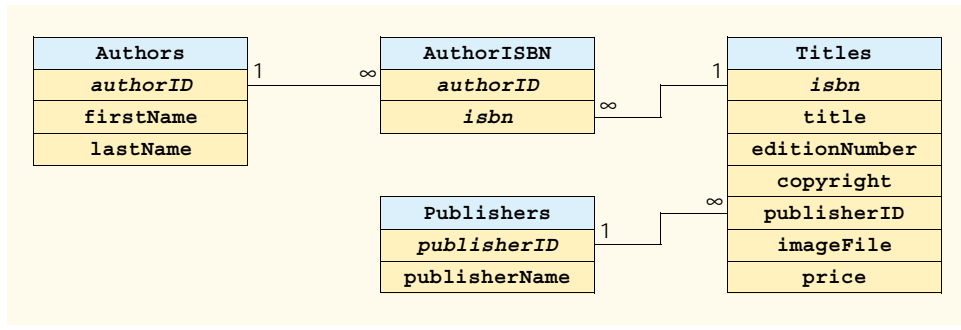 Authors
authorID
firstName
lastName
1
∞
AuthorISBN
authorID
isbn
∞
1
Titles
isbn
title
editionNumber
copyright
publisherID
imageFile
price
Publishers
publisherID
publisherName
1
∞